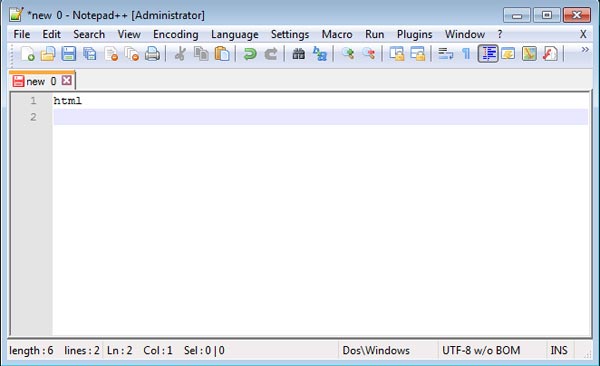 *new 0 - Notepad++ [Administrator]
File Edit Search View Encoding Language Settings Macro Run Plugins Window ? X
new 0
1 html
2
length : 6 lines : 2 Ln : 2 Col : 1 Sel : 0 | 0 Dos\Windows UTF-8 w/o BOM INS